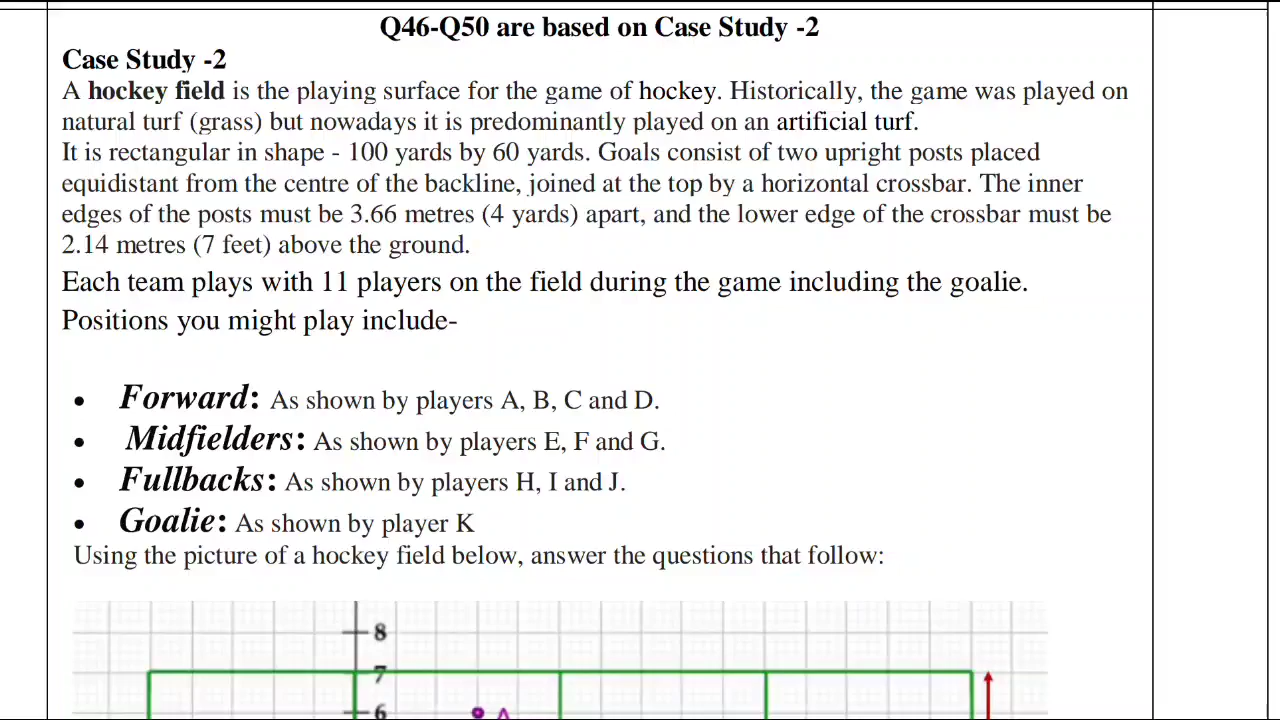 Q46-Q50 are based on Case Study -2
Case Study -2
A hockey field is the playing surface for the game of hockey. Historically, the game was played on
natural turf (grass) but nowadays it is predominantly played on an artificial turf.
It is rectangular in shape - 100 yards by 60 yards. Goals consist of two upright posts placed
equidistant from the centre of the backline, joined at the top by a horizontal crossbar. The inner
edges of the posts must be 3.66 metres (4 yards) apart, and the lower edge of the crossbar must be
2.14 metres (7 feet) above the ground.
Each team plays with 11 players on the field during the game including the goalie.
Positions you might play include-
• Forward: As shown by players A, B, C and D.
• Midfielders: As shown by players E, F and G.
• Fullbacks: As shown by players H, I and J.
• Goalie: As shown by player K
Using the picture of a hockey field below, answer the questions that follow:
8
7
6 A